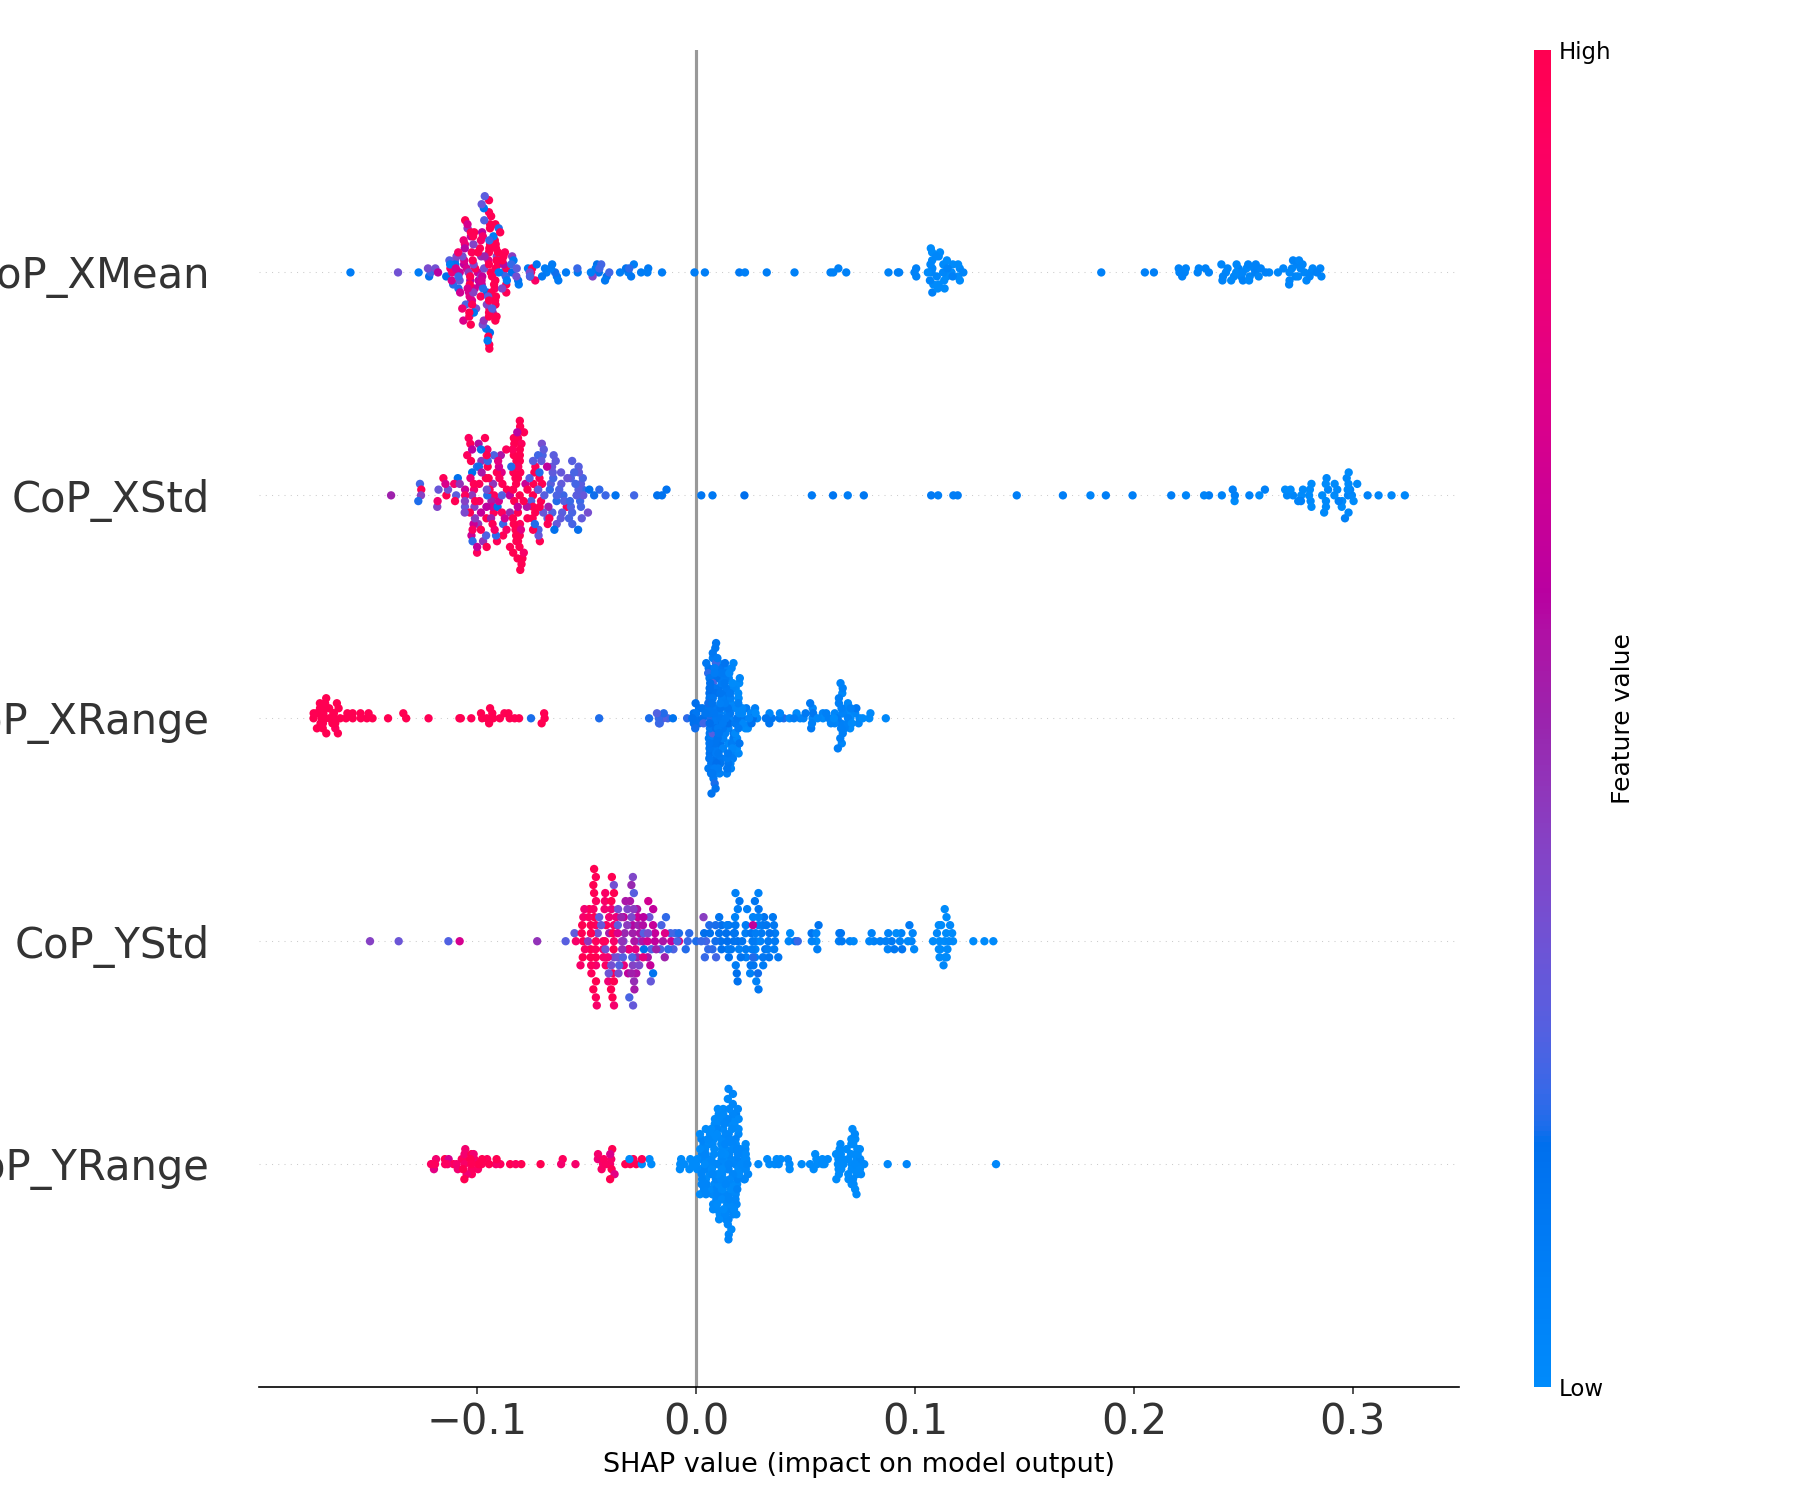 High
oP_XMean
CoP_XStd
P_XRange
CoP_YStd
oP_YRange
Feature value
Low
−0.1 0.0 0.1 0.2 0.3
SHAP value (impact on model output)